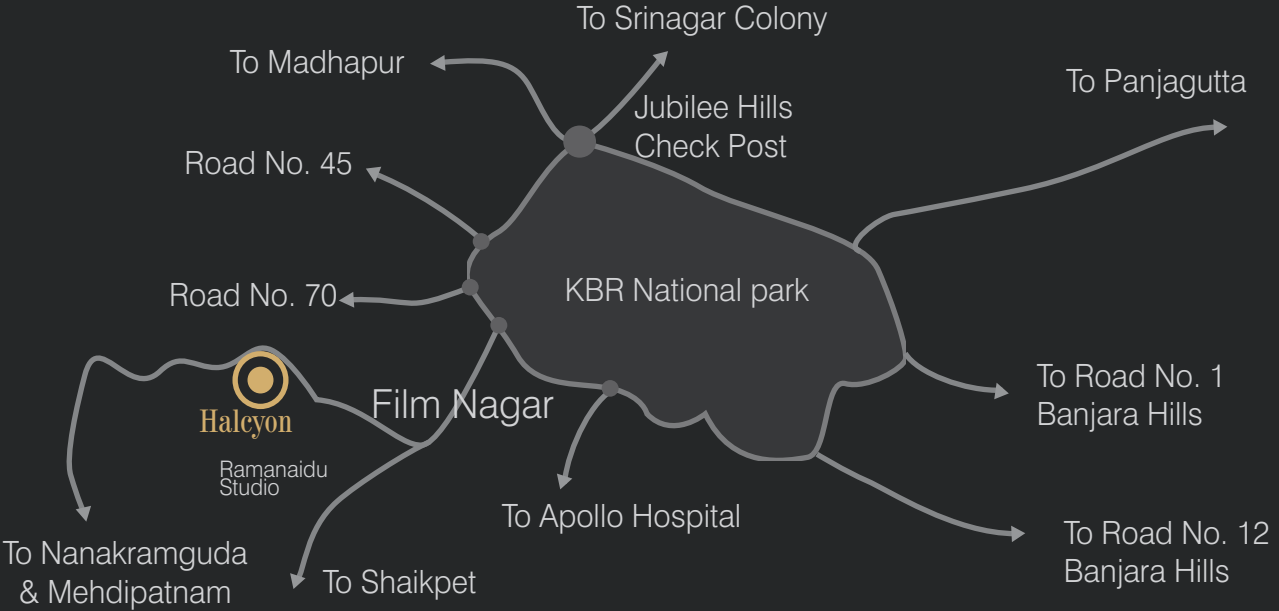 To Srinagar Colony
To Madhapur
To Panjagutta
Jubilee Hills
Check Post
Road No. 45
KBR National park
Road No. 70
To Road No. 1
Banjara Hills
Film Nagar
Halcyon
Ramanaidu
Studio
To Apollo Hospital
To Road No. 12
Banjara Hills
To Nanakramguda
& Mehdipatnam
To Shaikpet